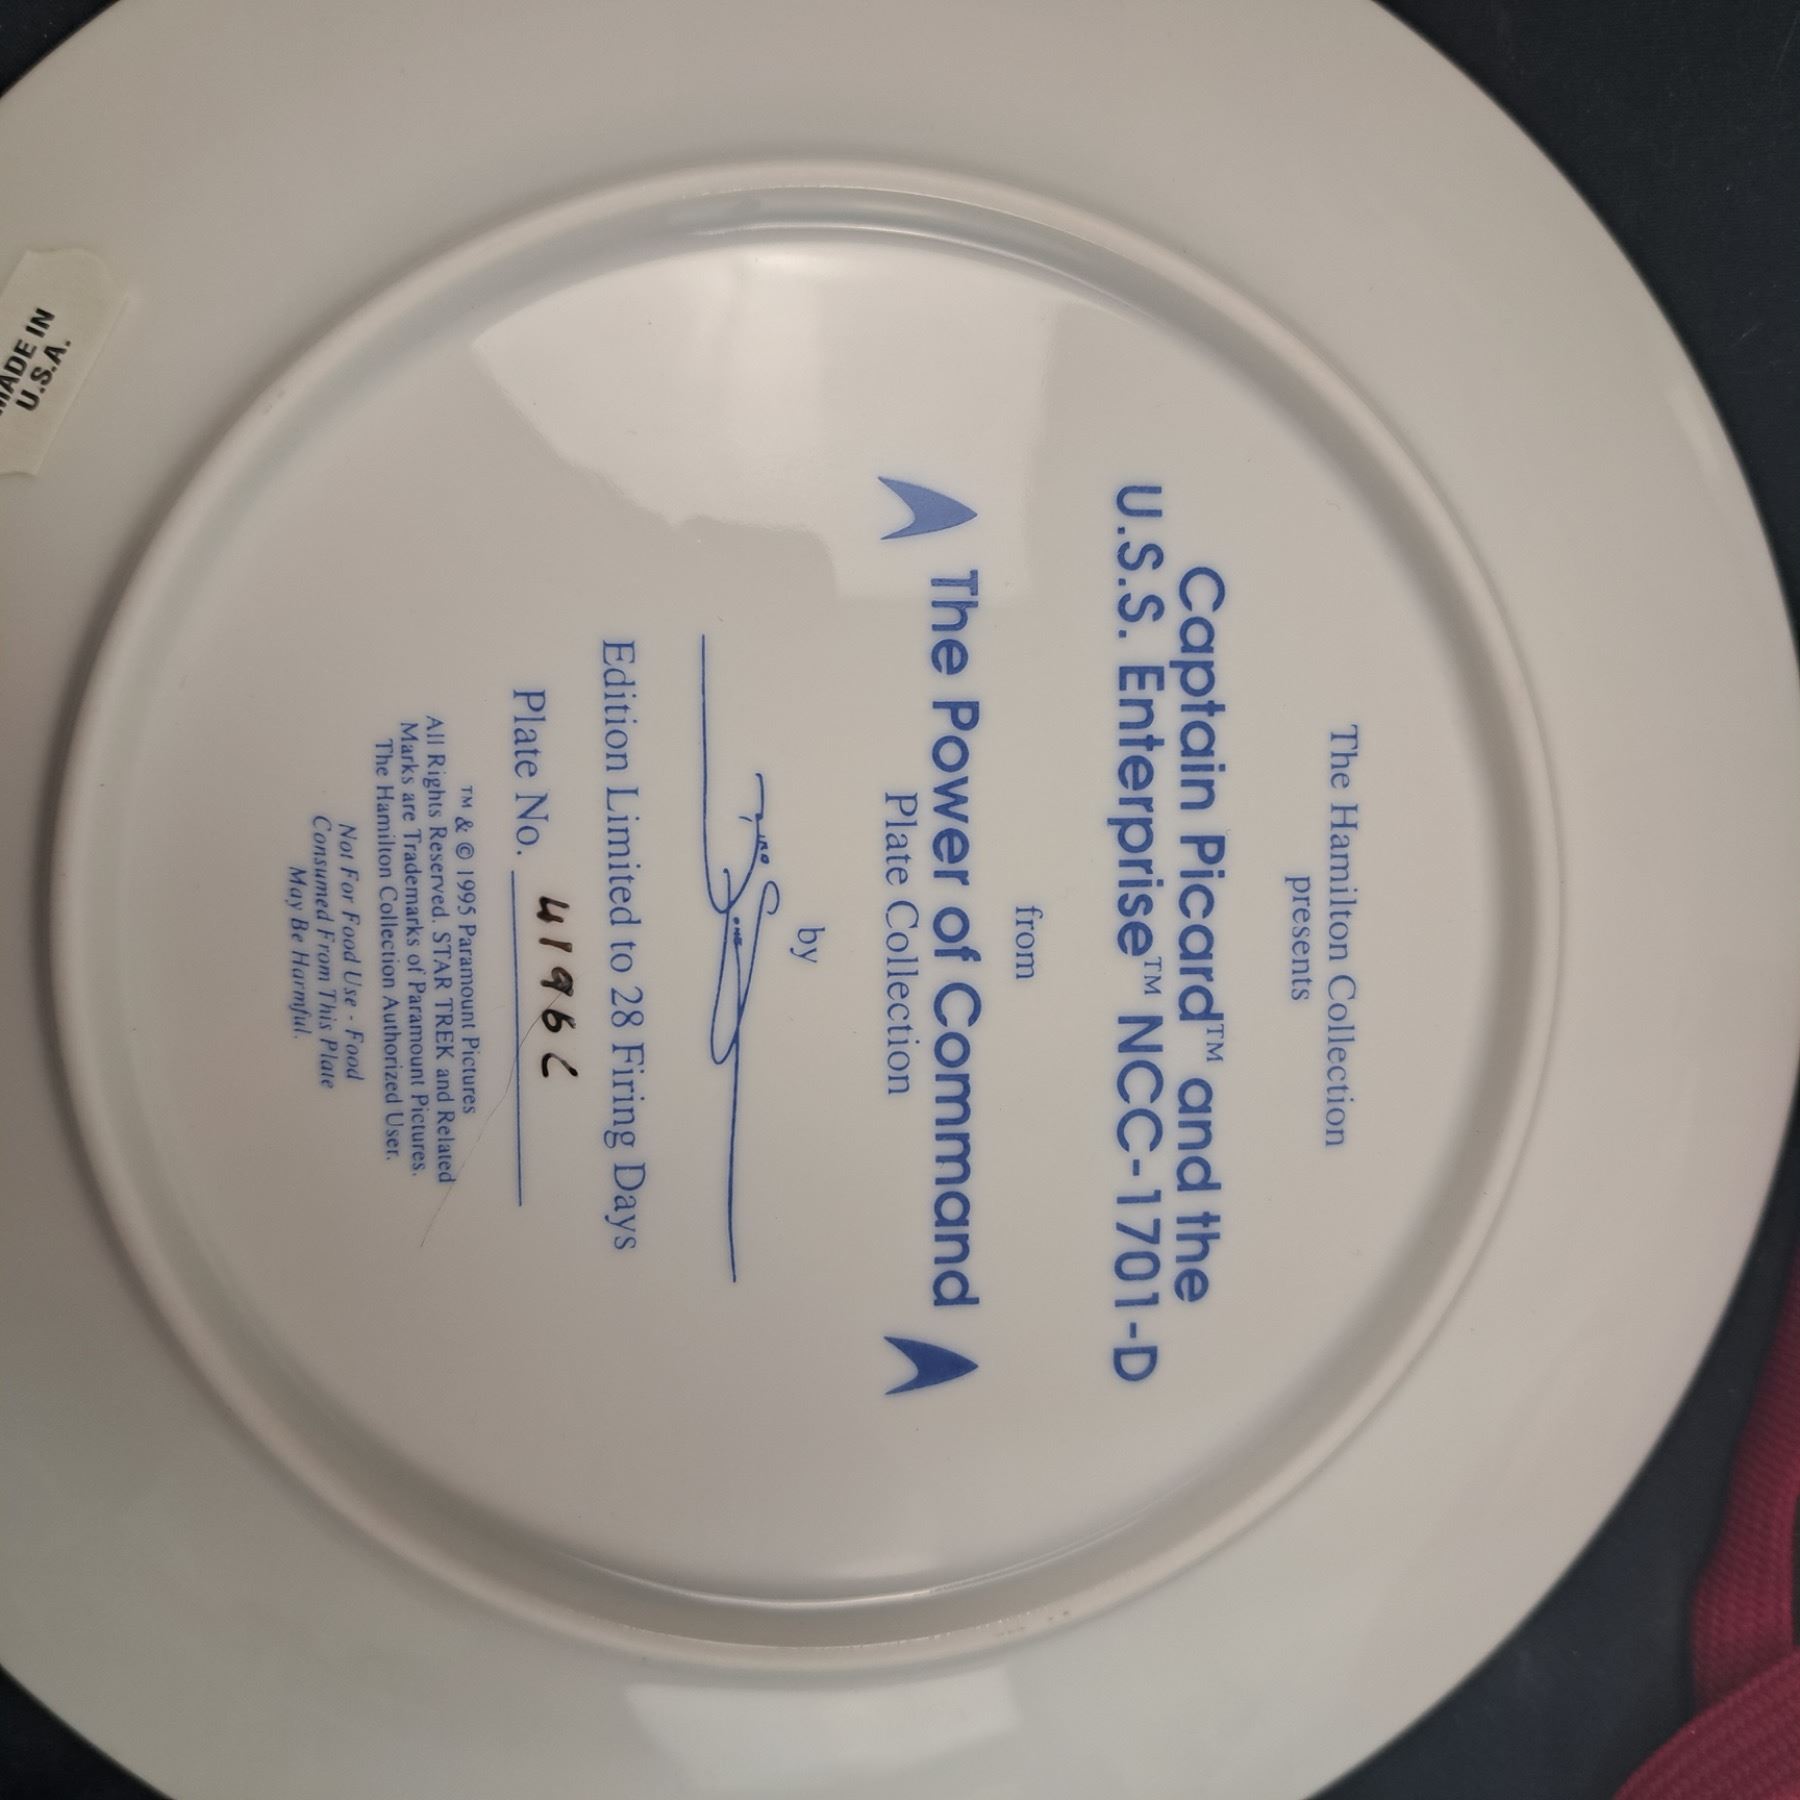 The Hamilton Collection
presents
Captain Picard™ and the
U.S.S. Enterprise™ NCC-1701-D
from
The Power of Command
Plate Collection
by
Edition Limited to 28 Firing Days
Plate No.
™ & © 1995 Paramount Pictures
All Rights Reserved. STAR TREK and Related
Marks are Trademarks of Paramount Pictures.
The Hamilton Collection Authorized User.
Not For Food Use - Food
Consumed From This Plate
May Be Harmful.
MADE IN
U.S.A.